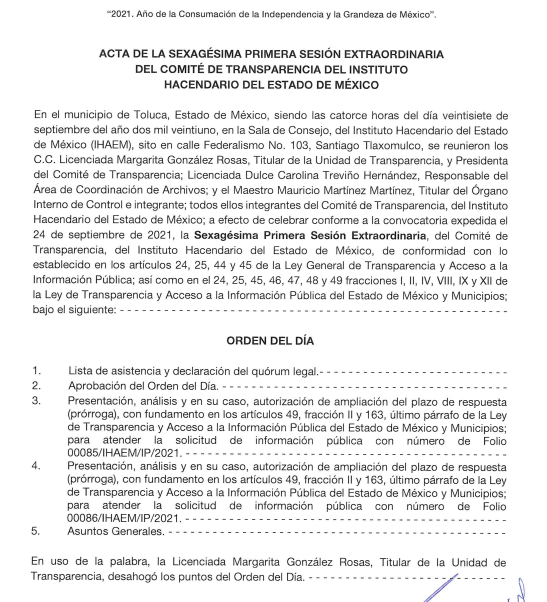 “2021. Año de la Consumación de la Independencia y la Grandeza de México”.
ACTA DE LA SEXAGÉSIMA PRIMERA SESIÓN EXTRAORDINARIA
DEL COMITÉ DE TRANSPARENCIA DEL INSTITUTO
HACENDARIO DEL ESTADO DE MÉXICO
En el municipio de Toluca, Estado de México, siendo las catorce horas del día veintisiete de
septiembre del año dos mil veintiuno, en la Sala de Consejo, del Instituto Hacendario del Estado
de México (IHAEM), sito en calle Federalismo No. 103, Santiago Tlaxomulco, se reunieron los
C.C. Licenciada Margarita González Rosas, Titular de la Unidad de Transparencia, y Presidenta
del Comité de Transparencia; Licenciada Dulce Carolina Treviño Hernández, Responsable del
Área de Coordinación de Archivos; y el Maestro Mauricio Martínez Martínez, Titular del Órgano
Interno de Control e integrante; todos ellos integrantes del Comité de Transparencia, del Instituto
Hacendario del Estado de México; a efecto de celebrar conforme a la convocatoria expedida el
24 de septiembre de 2021, la Sexagésima Primera Sesión Extraordinaria, del Comité de
Transparencia, del Instituto Hacendario del Estado de México, de conformidad con lo
establecido en los artículos 24, 25, 44 y 45 de la Ley General de Transparencia y Acceso a la
Información Pública; así como en el 24, 25, 45, 46, 47, 48 y 49 fracciones I, II, IV, VIII, IX y XII de
la Ley de Transparencia y Acceso a la Información Pública del Estado de México y Municipios;
bajo el siguiente: - - - - - - - - - - - - - - - - - - - - - - - - - - - - - - - - - - - - - - - - - - - - - - - - - - - - -
ORDEN DEL DÍA
1. Lista de asistencia y declaración del quórum legal.- - - - - - - - - - - - - - - - - - - - - - - - - -
2. Aprobación del Orden del Día. - - - - - - - - - - - - - - - - - - - - - - - - - - - - - - - - - - - - - - - -
3. Presentación, análisis y en su caso, autorización de ampliación del plazo de respuesta
(prórroga), con fundamento en los artículos 49, fracción II y 163, último párrafo de la Ley
de Transparencia y Acceso a la Información Pública del Estado de México y Municipios;
para atender la solicitud de información pública con número de Folio
00085/IHAEM/IP/2021. - - - - - - - - - - - - - - - - - - - - - - - - - - - - - - - - - - - - - - - - - - - - -
4. Presentación, análisis y en su caso, autorización de ampliación del plazo de respuesta
(prórroga), con fundamento en los artículos 49, fracción II y 163, último párrafo de la Ley
de Transparencia y Acceso a la Información Pública del Estado de México y Municipios;
para atender la solicitud de información pública con número de Folio
00086/IHAEM/IP/2021. - - - - - - - - - - - - - - - - - - - - - - - - - - - - - - - - - - - - - - - - - - - - -
5. Asuntos Generales. - - - - - - - - - - - - - - - - - - - - - - - - - - - - - - - - - - - - - - - - - - - - - - - -
En uso de la palabra, la Licenciada Margarita González Rosas, Titular de la Unidad de
Transparencia, desahogó los puntos del Orden del Día. - - - - - - - - - - - - - - - - - - - - - - - - - - -